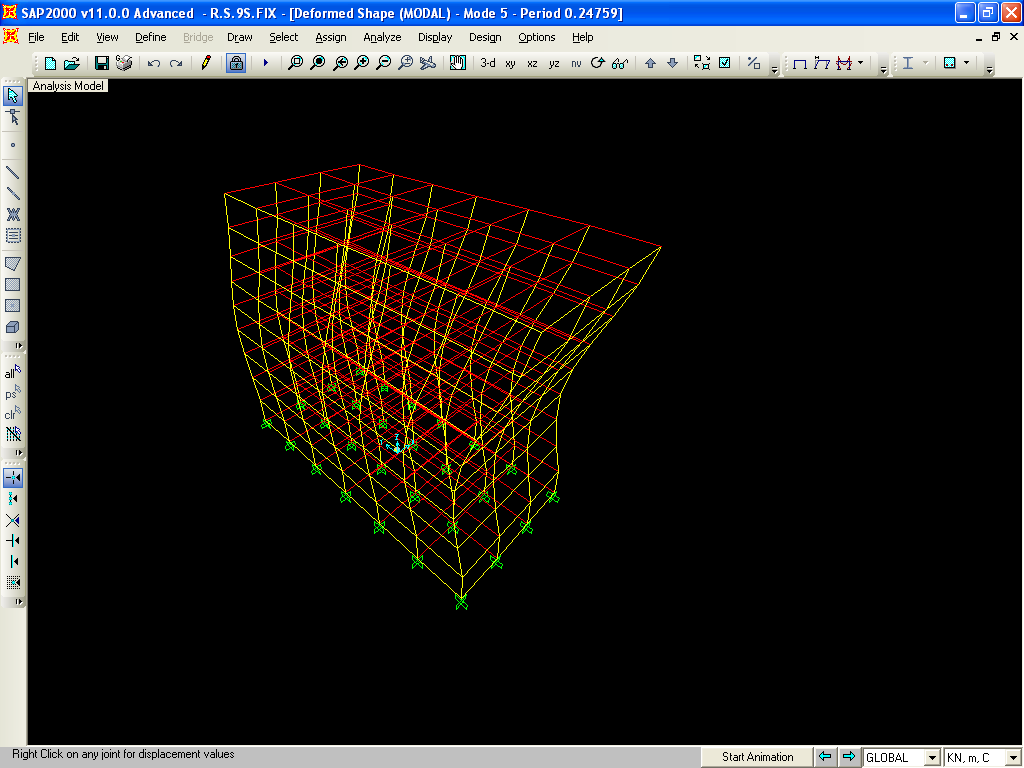 SAP2000 v11.0.0 Advanced - R.S.9S.FIX - [Deformed Shape (MODAL) - Mode 5 - Period 0.24759]
File Edit View Define Bridge Draw Select Assign Analyze Display Design Options Help
3-d xy xz yz nv
Analysis Model
all
ps
clr
Z
Right Click on any joint for displacement values
Start Animation
GLOBAL
KN, m, C